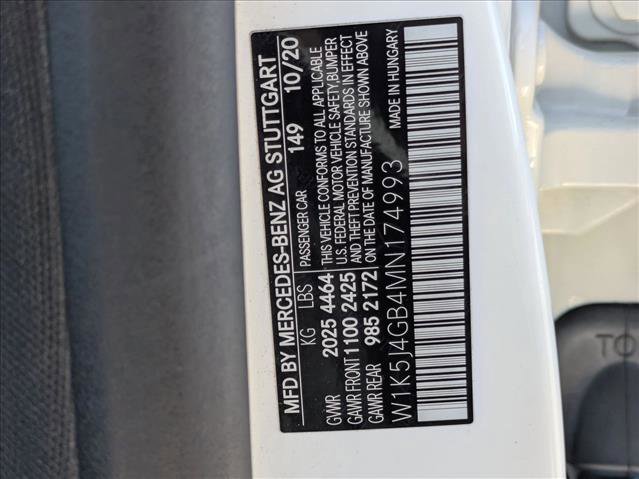 MFD BY MERCEDES-BENZ AG STUTTGART
149 10/20
KG LBS
PASSENGER CAR
GVWR 2025 4464
GAWR FRONT 1100 2425
GAWR REAR 985 2172
THIS VEHICLE CONFORMS TO ALL APPLICABLE
U.S. FEDERAL MOTOR VEHICLE SAFETY, BUMPER
AND THEFT PREVENTION STANDARDS IN EFFECT
ON THE DATE OF MANUFACTURE SHOWN ABOVE
W1K5J4GB4MN174993
MADE IN HUNGARY
TO